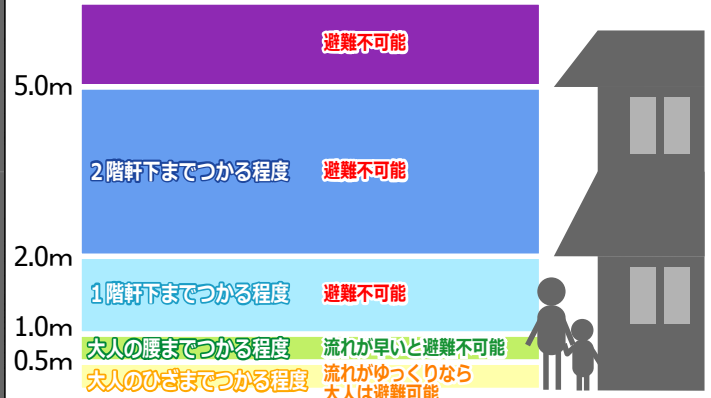 避難不可能
5.0m
2階軒下までつかる程度 避難不可能
2.0m
1階軒下までつかる程度 避難不可能
1.0m
大人の腰までつかる程度 流れが早いと避難不可能
0.5m
大人のひざまでつかる程度 流れがゆっくりなら
大人は避難可能